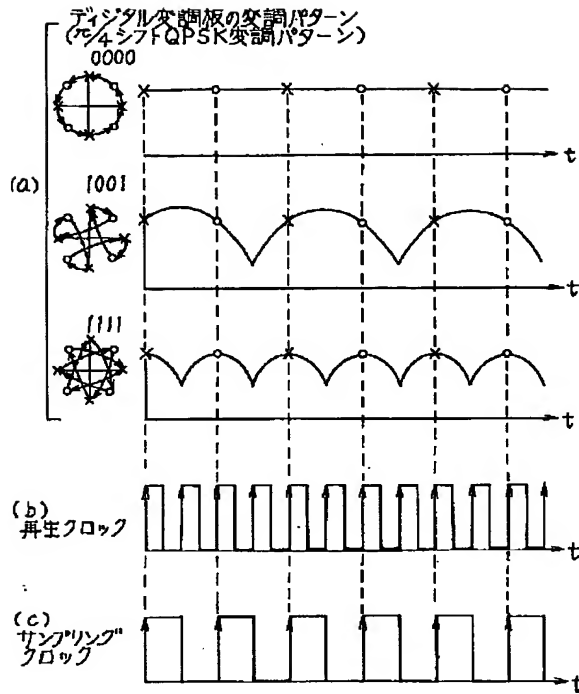 ディジタル変調板の変調パターン
(π/4シフトQPSK変調パターン)
0000
t
(a)
1001
t
1111
t
(b)
再生クロック
t
(c)
サンプリング
クロック
t